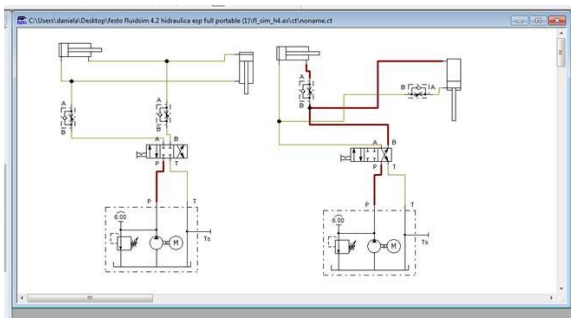 C:\Users\daniela\Desktop\festo fluidsim 4.2 hidraulica esp full portable (1)\fl_sim_h4.es\ct\noname.ct
A
B
A
B
A B
P T
P T
6.00
M
Ts
A
B
B A
A B
P T
P T
6.00
M
Ts